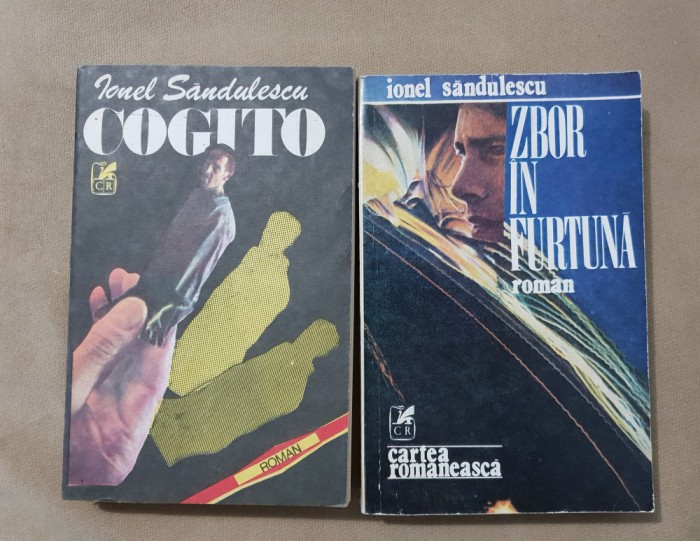 Ionel Săndulescu
COGITO
CR
ROMAN
ionel săndulescu
ZBOR
ÎN
FURTUNĂ
roman
CR
cartea
românească